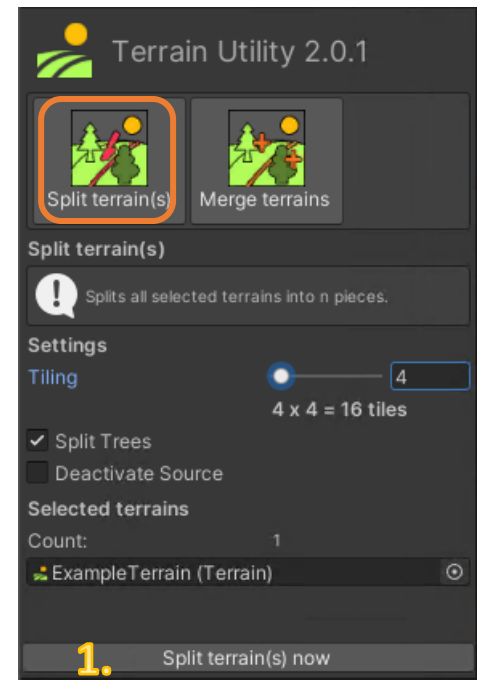 Terrain Utility 2.0.1
Split terrain(s) Merge terrains
Split terrain(s)
! Splits all selected terrains into n pieces.
Settings
Tiling 4
4 x 4 = 16 tiles
Split Trees
Deactivate Source
Selected terrains
Count: 1
ExampleTerrain (Terrain)
1. Split terrain(s) now